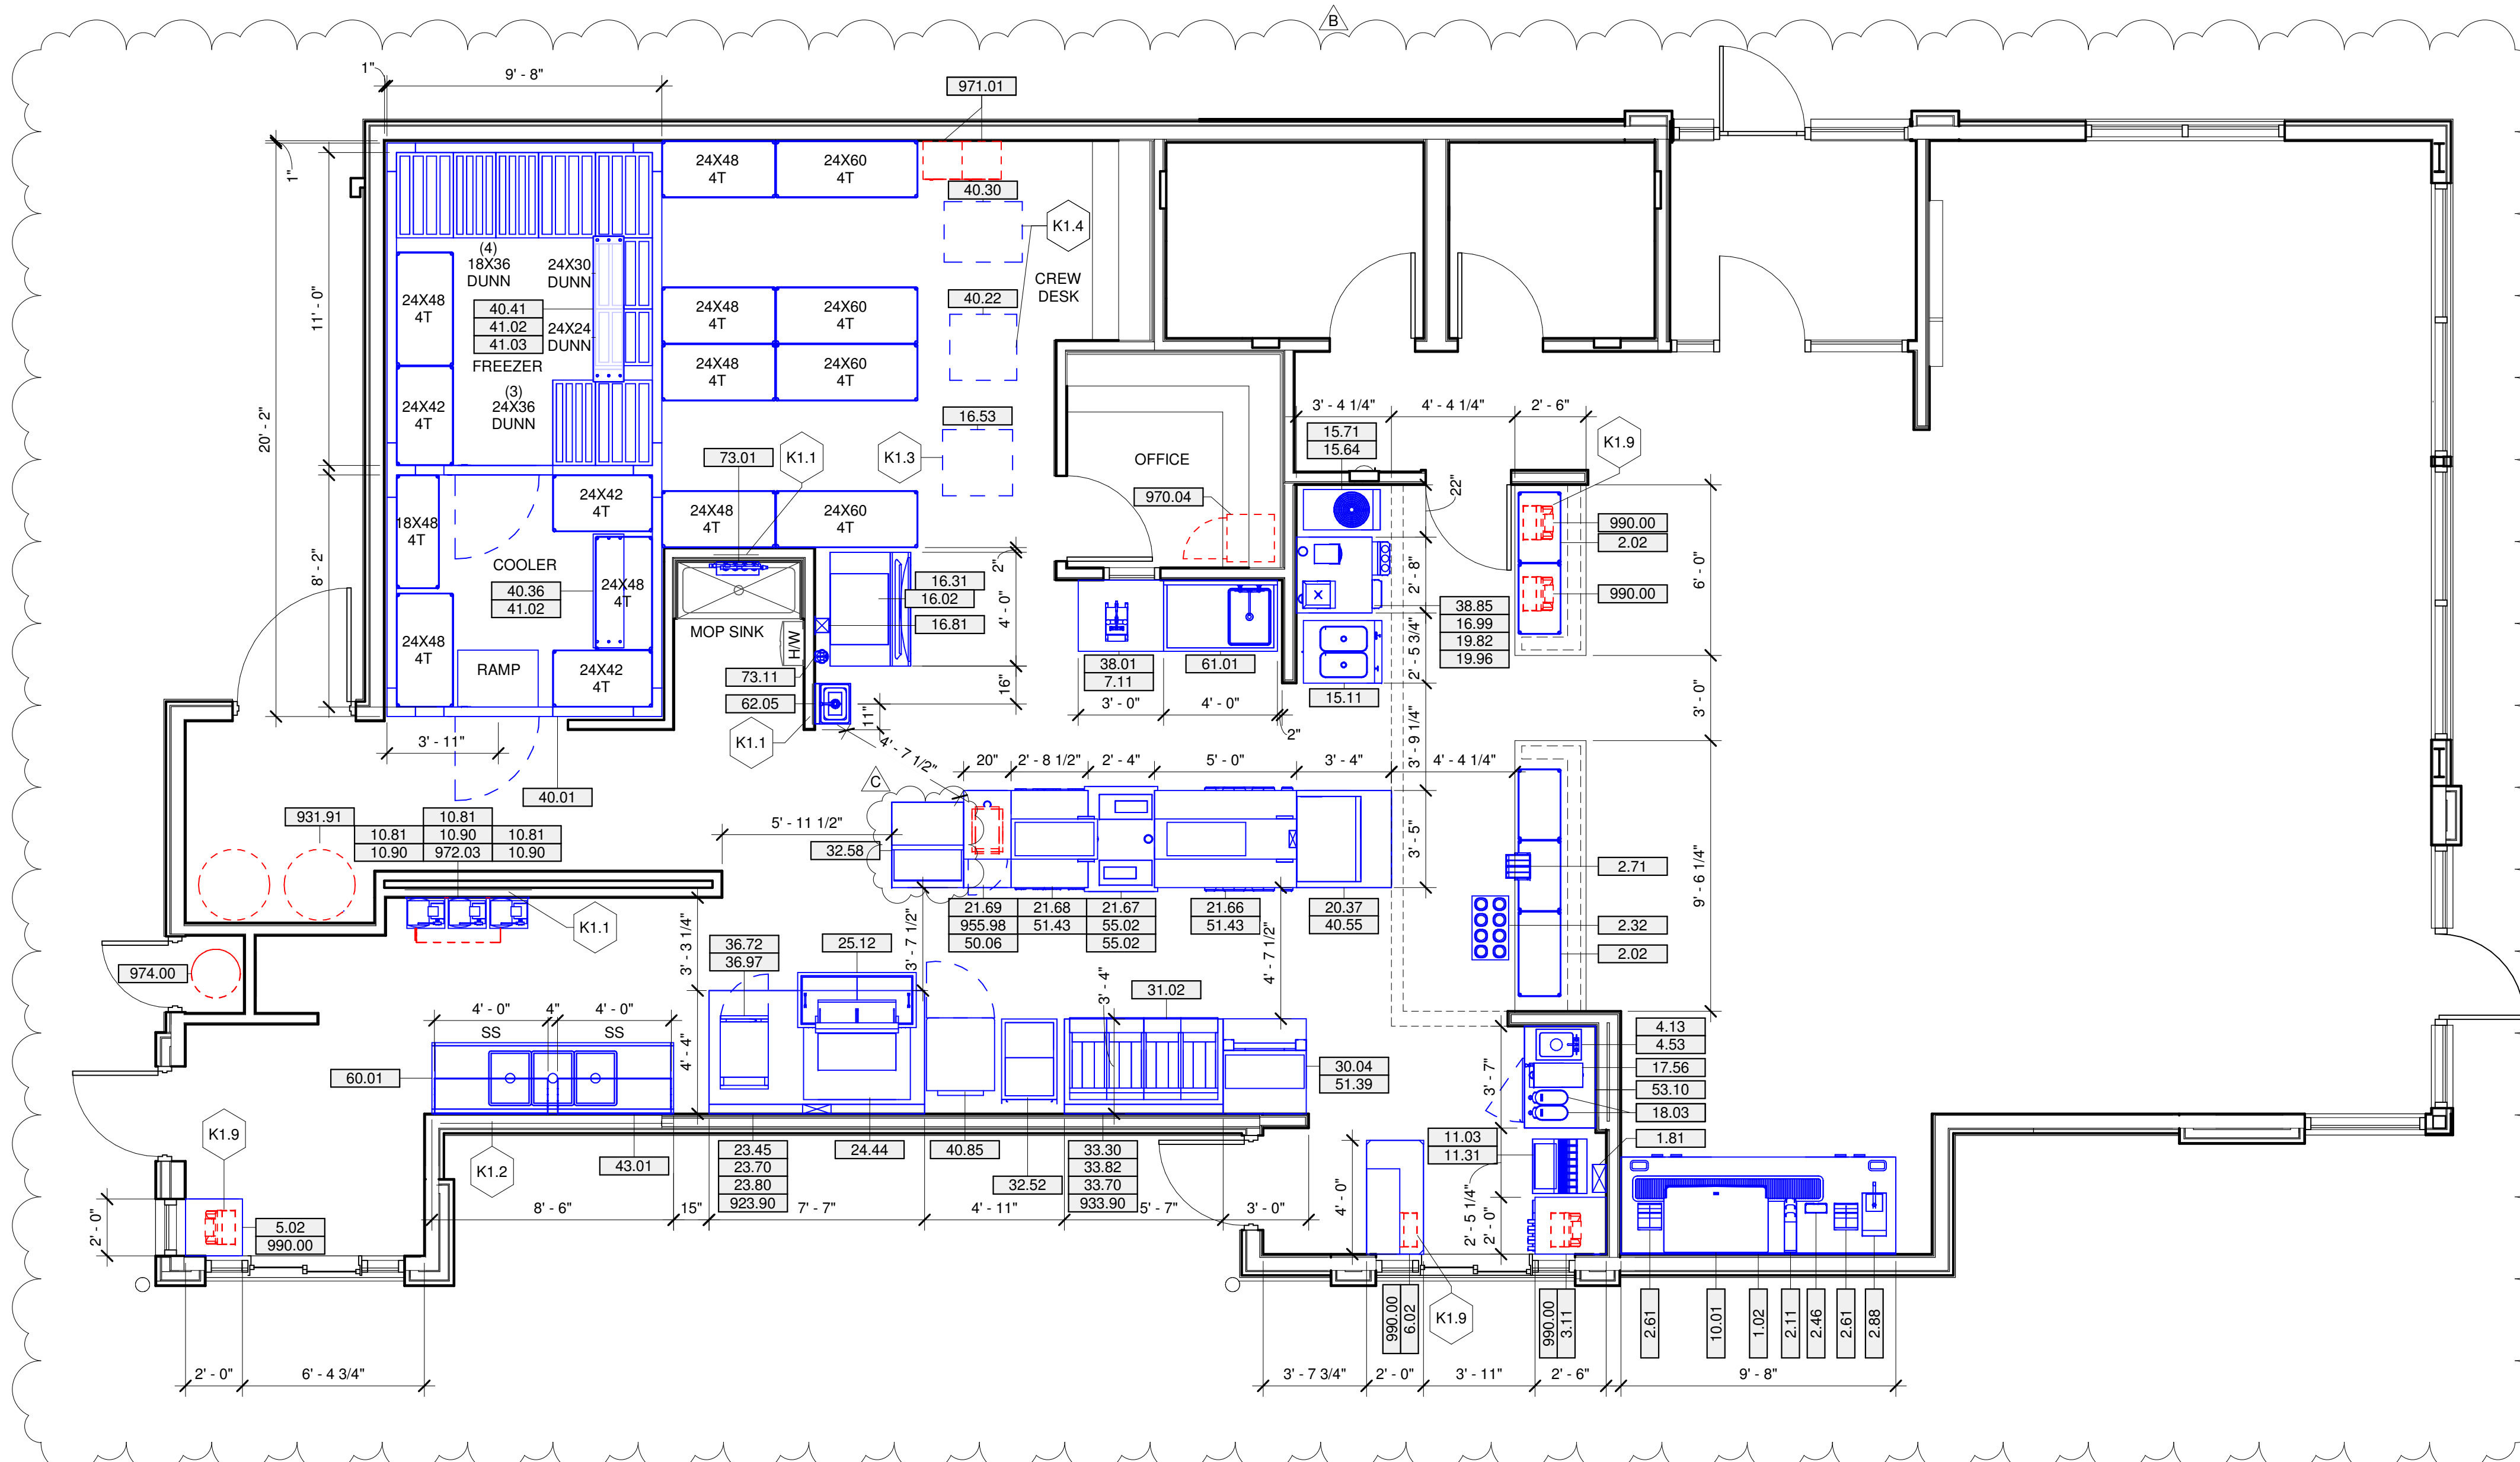 B
1"
9' - 8"
971.01
1"
24X48
4T
24X60
4T
40.30
K1.4
(4)
18X36
DUNN
24X30
DUNN
CREW
DESK
24X48
4T
40.41
41.02
41.03
24X24
DUNN
FREEZER
24X48
4T
24X60
4T
40.22
11' - 0"
24X48
4T
24X60
4T
24X42
4T
(3)
24X36
DUNN
20' - 2"
16.53
K1.3
73.01
K1.1
OFFICE
970.04
3' - 4 1/4"
4' - 4 1/4"
2' - 6"
15.71
15.64
K1.9
22"
24X42
4T
18X48
4T
24X48
4T
24X60
4T
990.00
2.02
990.00
6' - 0"
8' - 2"
COOLER
40.36
41.02
24X48
4T
2"
16.31
16.02
16.81
4' - 0"
2' - 8"
38.85
16.99
19.82
19.96
MOP SINK
H/W
24X48
4T
RAMP
24X42
4T
73.11
62.05
16"
11"
38.01
7.11
61.01
2' - 5 3/4"
15.11
3' - 0"
4' - 0"
2"
3' - 0"
3' - 11"
K1.1
4' - 7 1/2"
3' - 9 1/4"
C
20"
2' - 8 1/2"
2' - 4"
5' - 0"
3' - 4"
4' - 4 1/4"
40.01
931.91
10.81
10.81
10.90
10.81
10.90
972.03
10.90
5' - 11 1/2"
32.58
3' - 5"
2.71
9' - 6 1/4"
K1.1
21.69
955.98
50.06
21.68
51.43
21.67
55.02
55.02
21.66
51.43
20.37
40.55
2.32
2.02
974.00
3' - 3 1/4"
36.72
36.97
25.12
3' - 7 1/2"
4' - 7 1/2"
31.02
3' - 4"
4' - 0"
4"
4' - 0"
SS
SS
60.01
4' - 4"
30.04
51.39
3' - 7"
4.13
4.53
17.56
53.10
18.03
1.81
K1.9
K1.2
43.01
23.45
23.70
23.80
923.90
24.44
40.85
32.52
33.30
33.82
33.70
933.90
11.03
11.31
2' - 0"
5.02
990.00
8' - 6"
15"
7' - 7"
4' - 11"
5' - 7"
3' - 0"
4' - 0"
2' - 5 1/4"
2' - 0"
990.00
6.02
K1.9
990.00
3.11
2.61
10.01
1.02
2.11
2.46
2.61
2.88
2' - 0"
6' - 4 3/4"
3' - 7 3/4"
2' - 0"
3' - 11"
2' - 6"
9' - 8"